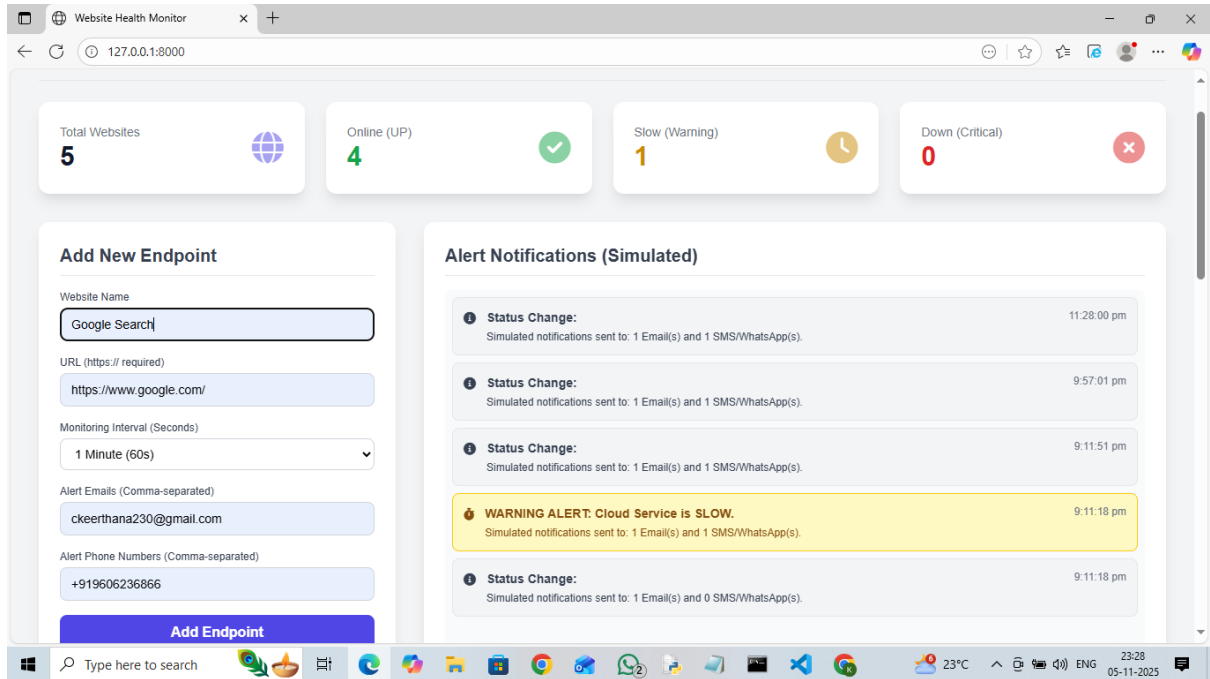 Website Health Monitor
127.0.0.1:8000
Total Websites
5
Online (UP)
4
Slow (Warning)
1
Down (Critical)
0
Add New Endpoint
Website Name
Google Search
URL (https:// required)
https://www.google.com/
Monitoring Interval (Seconds)
1 Minute (60s)
Alert Emails (Comma-separated)
ckeerthana230@gmail.com
Alert Phone Numbers (Comma-separated)
+919606236866
Add Endpoint
Alert Notifications (Simulated)
Status Change:
11:28:00 pm
Simulated notifications sent to: 1 Email(s) and 1 SMS/WhatsApp(s).
Status Change:
9:57:01 pm
Simulated notifications sent to: 1 Email(s) and 1 SMS/WhatsApp(s).
Status Change:
9:11:51 pm
Simulated notifications sent to: 1 Email(s) and 1 SMS/WhatsApp(s).
WARNING ALERT: Cloud Service is SLOW.
9:11:18 pm
Simulated notifications sent to: 1 Email(s) and 1 SMS/WhatsApp(s).
Status Change:
9:11:18 pm
Simulated notifications sent to: 1 Email(s) and 0 SMS/WhatsApp(s).
Type here to search
2
K
6
23°C
ENG
23:28
05-11-2025